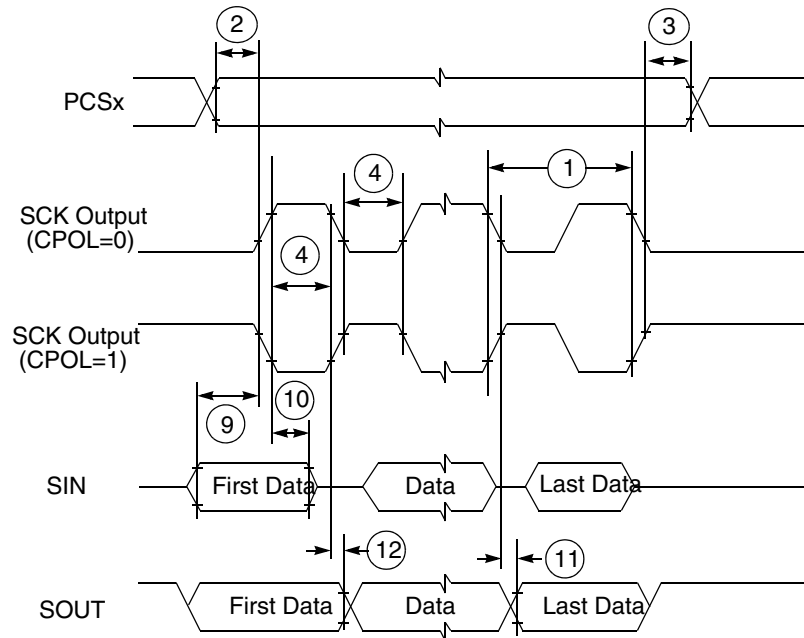 2
3
PCSx
4
1
SCK Output
(CPOL=0)
4
SCK Output
(CPOL=1)
9
10
SIN
First Data
Data
Last Data
12
11
SOUT
First Data
Data
Last Data